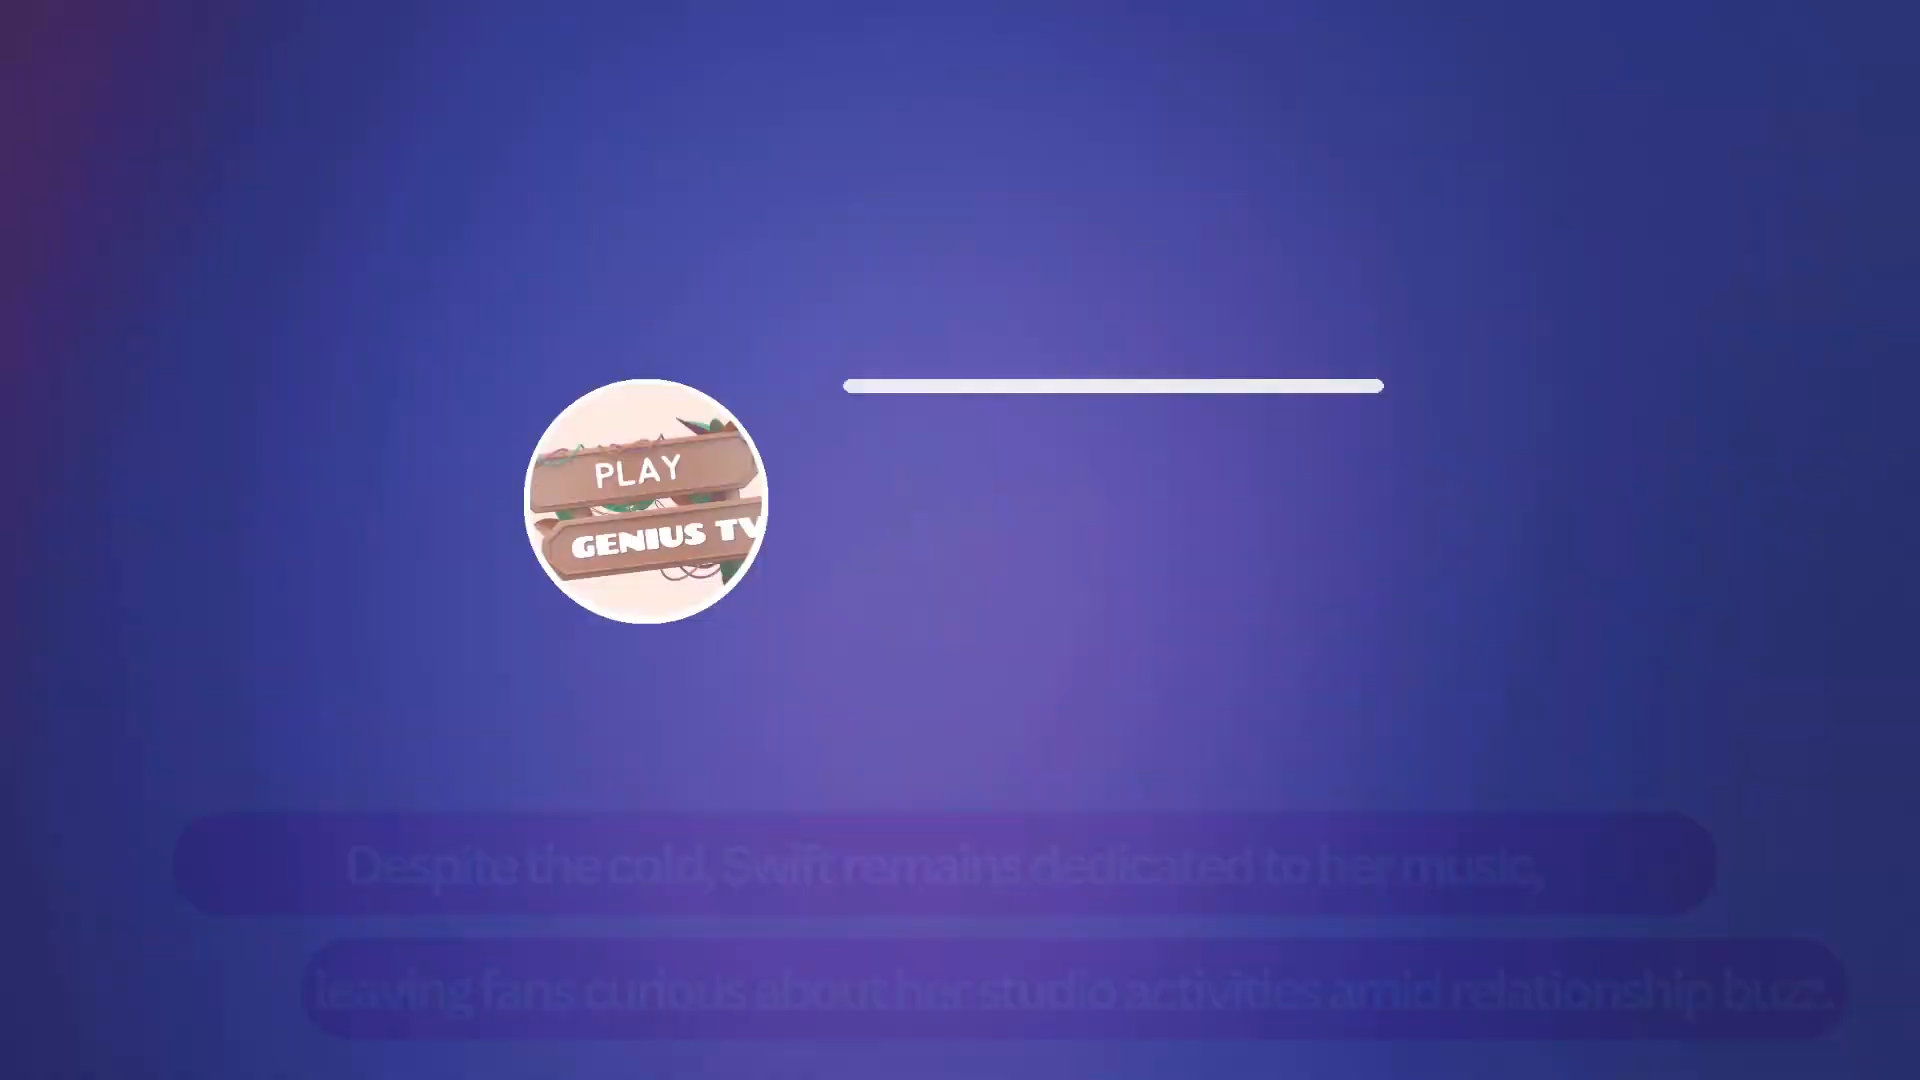 PLAY
GENIUS TV
Despite the cold, Swift remains dedicated to her music,
leaving fans curious about her studio activities amid relationship buzz.